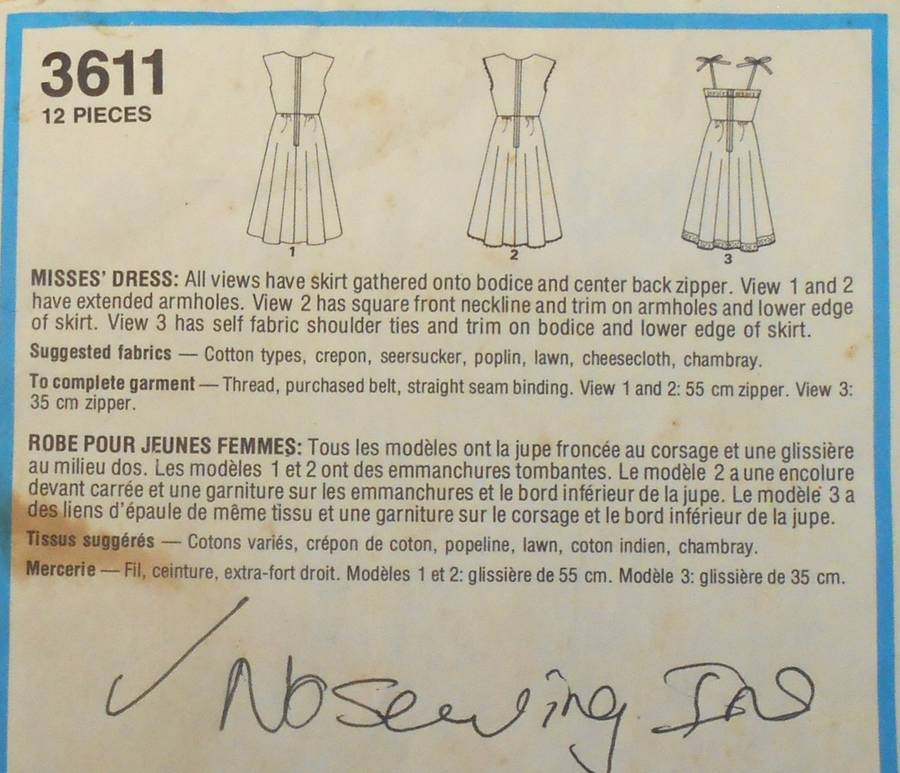 3611
12 PIECES
1
2
3
MISSES' DRESS: All views have skirt gathered onto bodice and center back zipper. View 1 and 2
have extended armholes. View 2 has square front neckline and trim on armholes and lower edge
of skirt. View 3 has self fabric shoulder ties and trim on bodice and lower edge of skirt.
Suggested fabrics — Cotton types, crepon, seersucker, poplin, lawn, cheesecloth, chambray.
To complete garment — Thread, purchased belt, straight seam binding. View 1 and 2: 55 cm zipper. View 3:
35 cm zipper.
ROBE POUR JEUNES FEMMES: Tous les modèles ont la jupe froncée au corsage et une glissière
au milieu dos. Les modèles 1 et 2 ont des emmanchures tombantes. Le modèle 2 a une encolure
devant carrée et une garniture sur les emmanchures et le bord inférieur de la jupe. Le modèle 3 a
des liens d'épaule de même tissu et une garniture sur le corsage et le bord inférieur de la jupe.
Tissus suggérés — Cotons variés, crépon de coton, popeline, lawn, coton indien, chambray.
Mercerie — Fil, ceinture, extra-fort droit. Modèles 1 et 2: glissière de 55 cm. Modèle 3: glissière de 35 cm.
No Sewing Ins